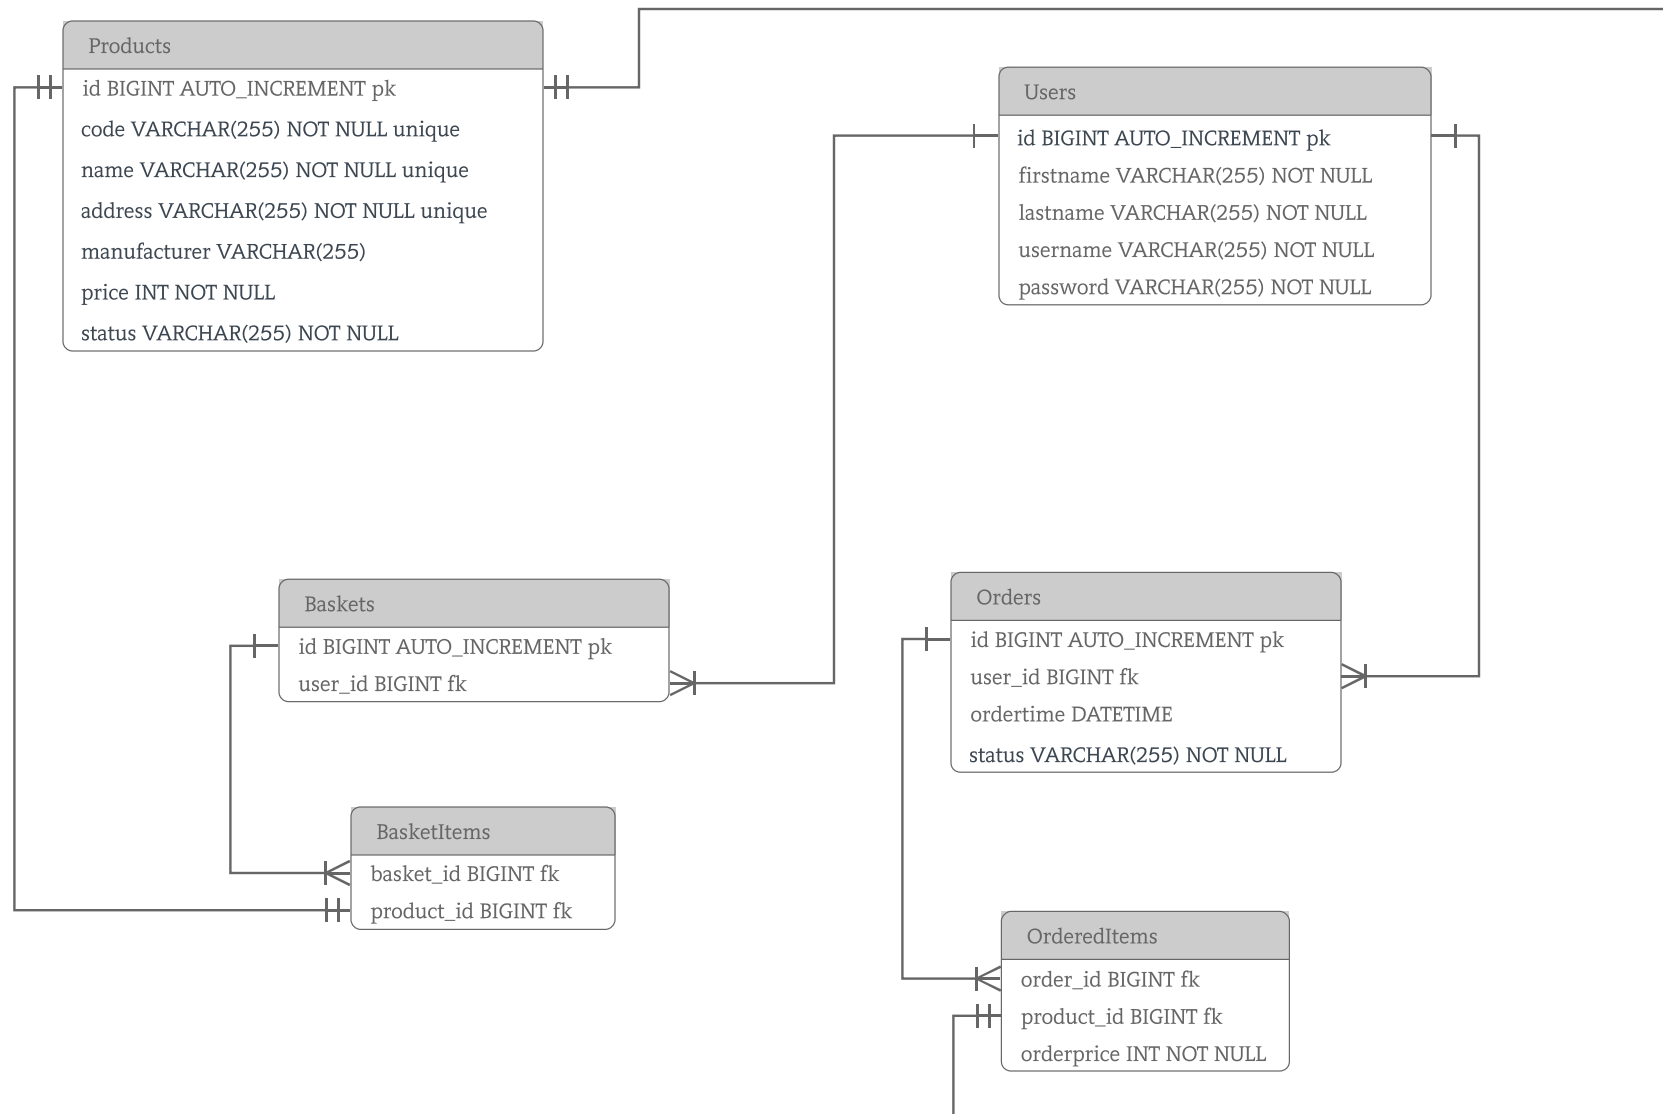 Products
id BIGINT AUTO_INCREMENT pk
code VARCHAR(255) NOT NULL unique
name VARCHAR(255) NOT NULL unique
address VARCHAR(255) NOT NULL unique
manufacturer VARCHAR(255)
price INT NOT NULL
status VARCHAR(255) NOT NULL
Users
id BIGINT AUTO_INCREMENT pk
firstname VARCHAR(255) NOT NULL
lastname VARCHAR(255) NOT NULL
username VARCHAR(255) NOT NULL
password VARCHAR(255) NOT NULL
Baskets
id BIGINT AUTO_INCREMENT pk
user_id BIGINT fk
Orders
id BIGINT AUTO_INCREMENT pk
user_id BIGINT fk
ordertime DATETIME
status VARCHAR(255) NOT NULL
BasketItems
basket_id BIGINT fk
product_id BIGINT fk
OrderedItems
order_id BIGINT fk
product_id BIGINT fk
orderprice INT NOT NULL